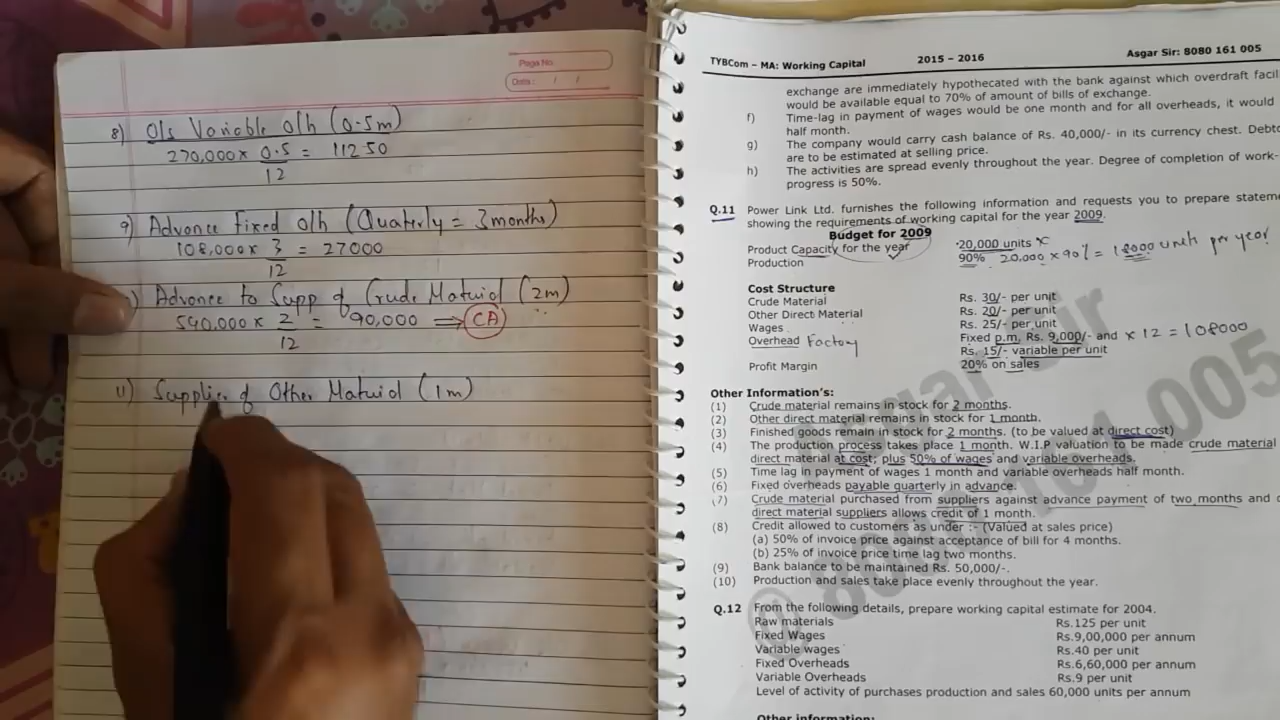 Page No.
Date: / /
8) O/s Variable O/h (0.5m)
270,000 x 0.5 = 11250
12
9) Advance Fixed O/h (Quaterly = 3months)
108,000 x 3 = 27000
12
) Advance to Supp of Crude Material (2m)
540,000 x 2 = 90,000 ⇒ CA
12
11) Supplier of Other Material (1m)
TYBCom – MA: Working Capital 2015 – 2016 Asgar Sir: 8080 161 005
exchange are immediately hypothecated with the bank against which overdraft facil
would be available equal to 70% of amount of bills of exchange.
f) Time-lag in payment of wages would be one month and for all overheads, it would
half month.
g) The company would carry cash balance of Rs. 40,000/- in its currency chest. Debto
are to be estimated at selling price.
h) The activities are spread evenly throughout the year. Degree of completion of work-
progress is 50%.
Q.11 Power Link Ltd. furnishes the following information and requests you to prepare stateme
showing the requirements of working capital for the year 2009.
Budget for 2009
Product Capacity for the year 20,000 units x
Production 90% 20,000 x 90% = 18000 units per year
Cost Structure
Crude Material Rs. 30/- per unit
Other Direct Material Rs. 20/- per unit
Wages Rs. 25/- per unit
Overhead Factory Fixed p.m, Rs. 9,000/- and x 12 = 108000
Rs. 15/- variable per unit
Profit Margin 20% on sales
Other Information's:
(1) Crude material remains in stock for 2 months.
(2) Other direct material remains in stock for 1 month.
(3) Finished goods remain in stock for 2 months. (to be valued at direct cost)
(4) The production process takes place 1 month. W.I.P valuation to be made crude material
direct material at cost; plus 50% of wages and variable overheads.
(5) Time lag in payment of wages 1 month and variable overheads half month.
(6) Fixed overheads payable quarterly in advance.
(7) Crude material purchased from suppliers against advance payment of two months and o
direct material suppliers allows credit of 1 month.
(8) Credit allowed to customers as under :- (Valued at sales price)
(a) 50% of invoice price against acceptance of bill for 4 months.
(b) 25% of invoice price time lag two months.
(9) Bank balance to be maintained Rs. 50,000/-.
(10) Production and sales take place evenly throughout the year.
Q.12 From the following details, prepare working capital estimate for 2004.
Raw materials Rs.125 per unit
Fixed Wages Rs.9,00,000 per annum
Variable wages Rs.40 per unit
Fixed Overheads Rs.6,60,000 per annum
Variable Overheads Rs.9 per unit
Level of activity of purchases production and sales 60,000 units per annum
Other information: